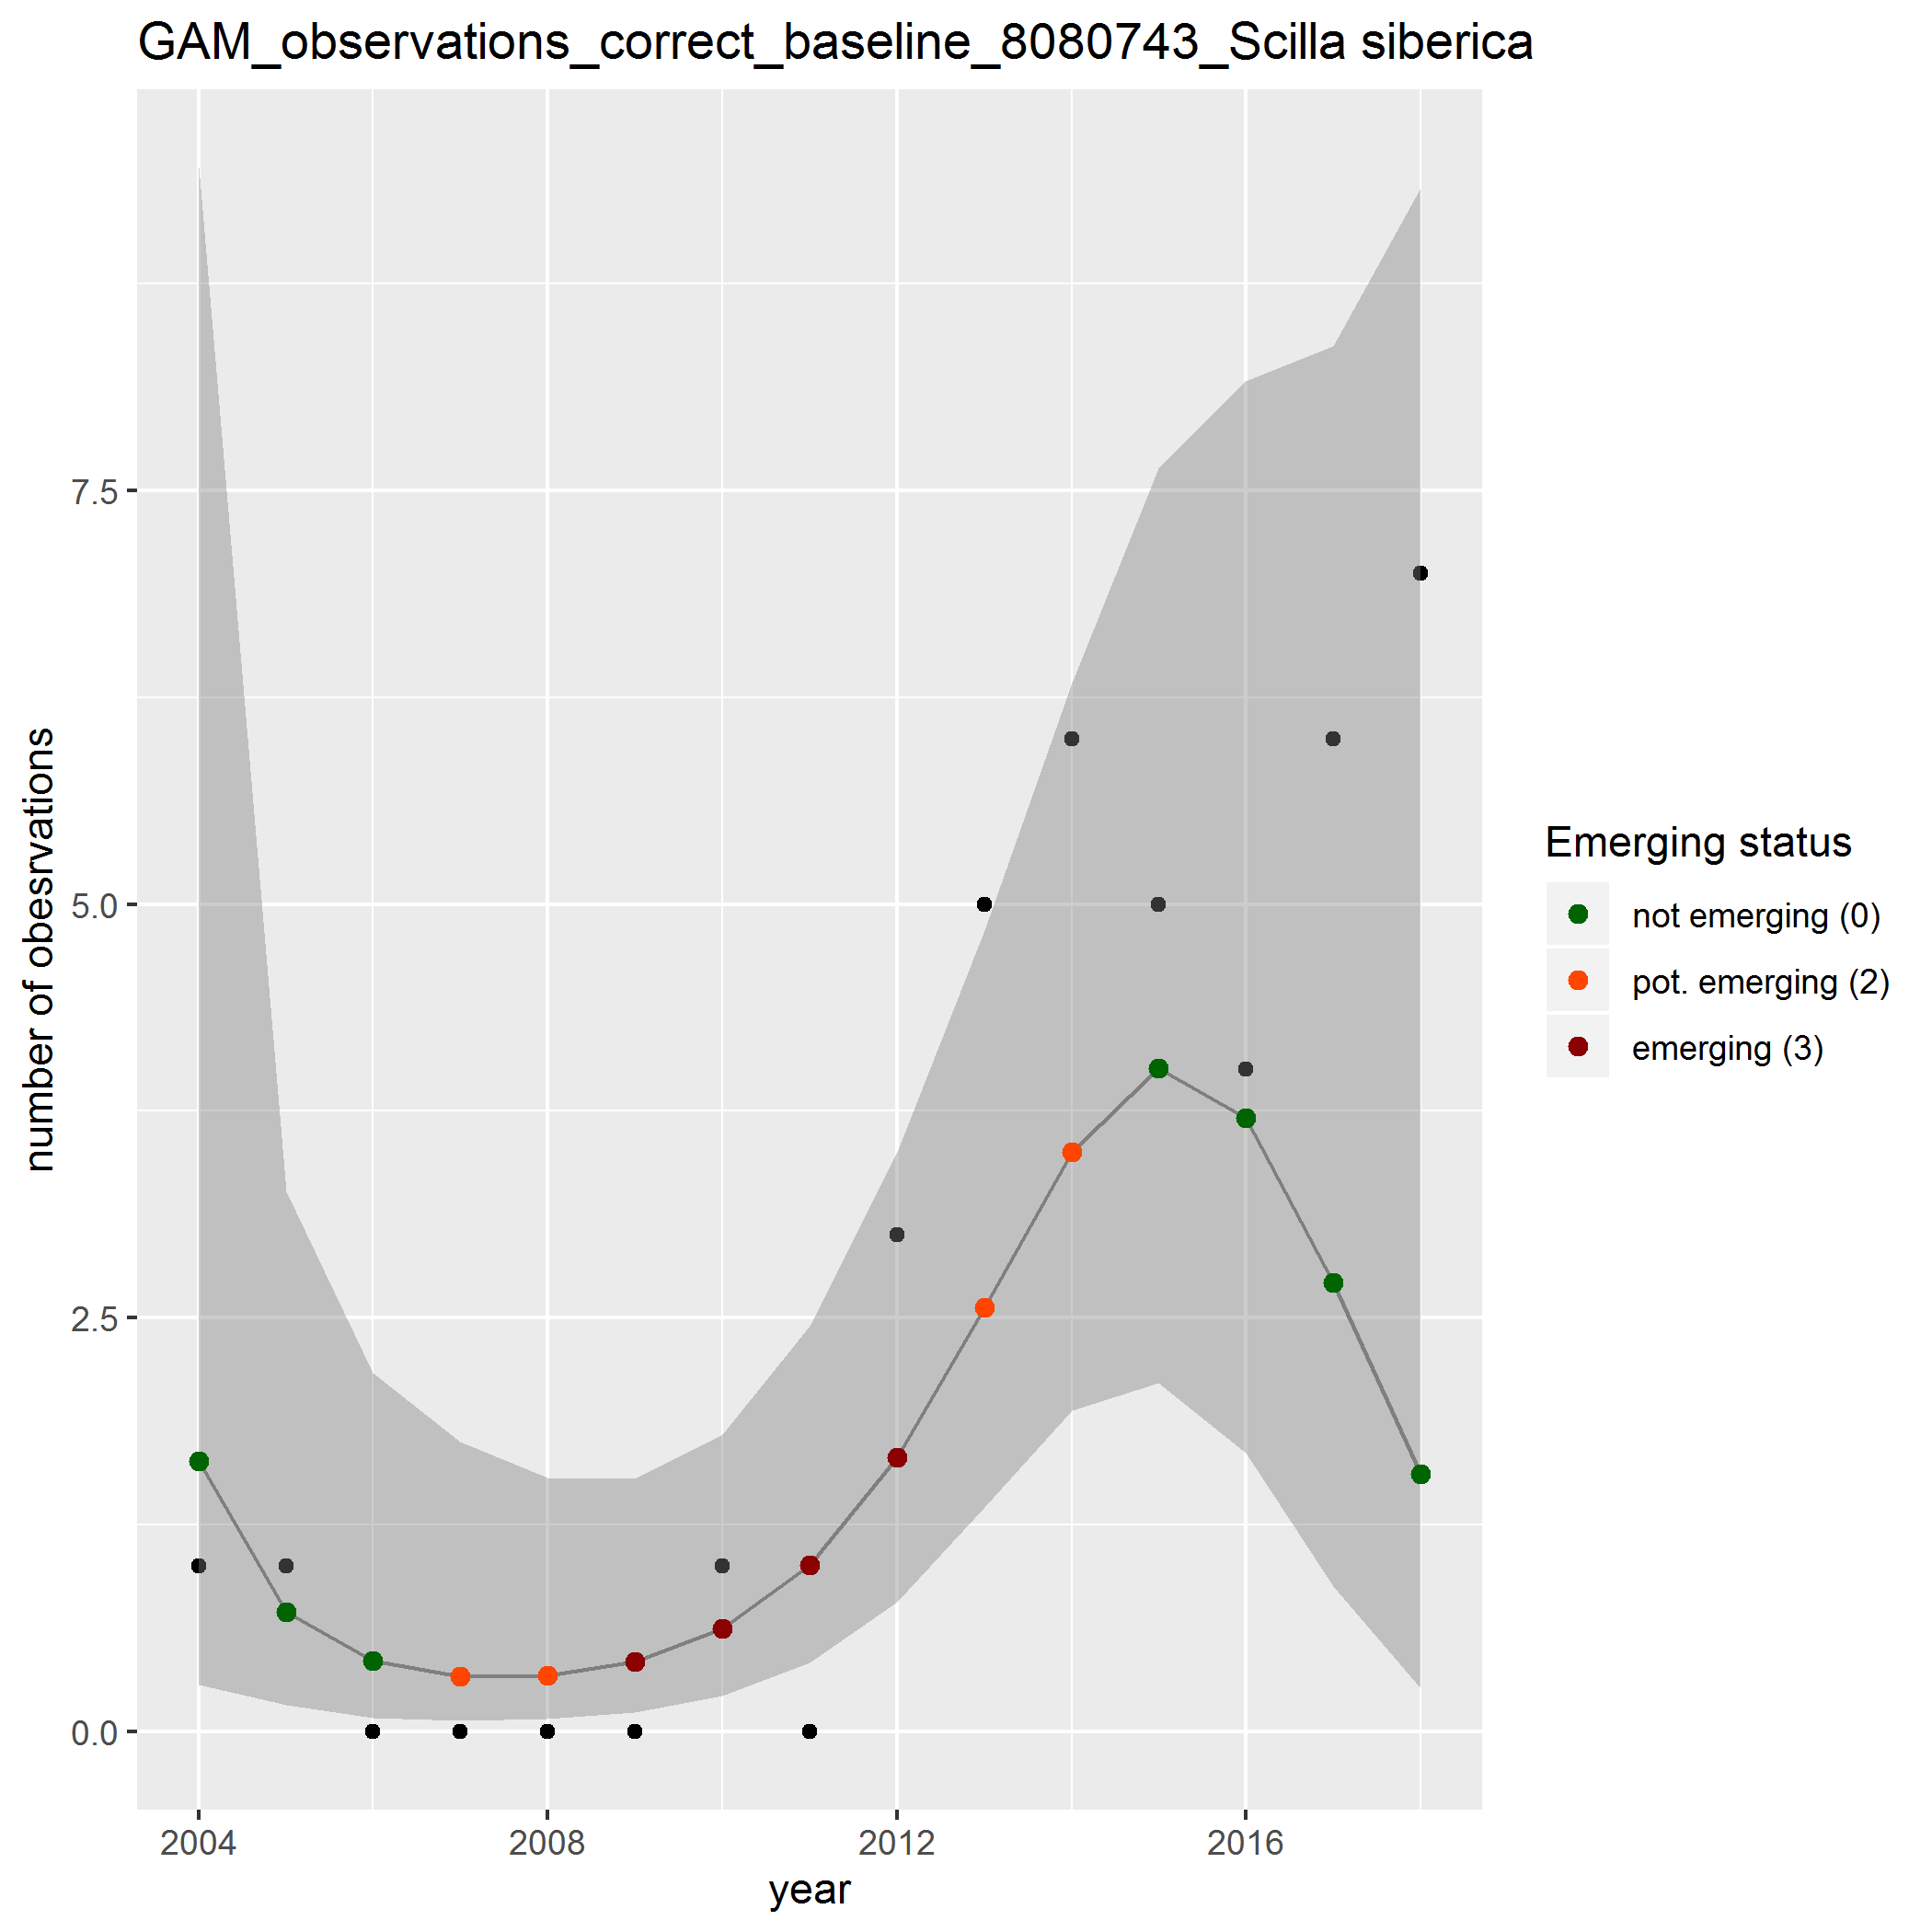 GAM_observations_correct_baseline_8080743_Scilla siberica
number of obesrvations
7.5
5.0
2.5
0.0
2004
2008
2012
2016
year
Emerging status
not emerging (0)
pot. emerging (2)
emerging (3)